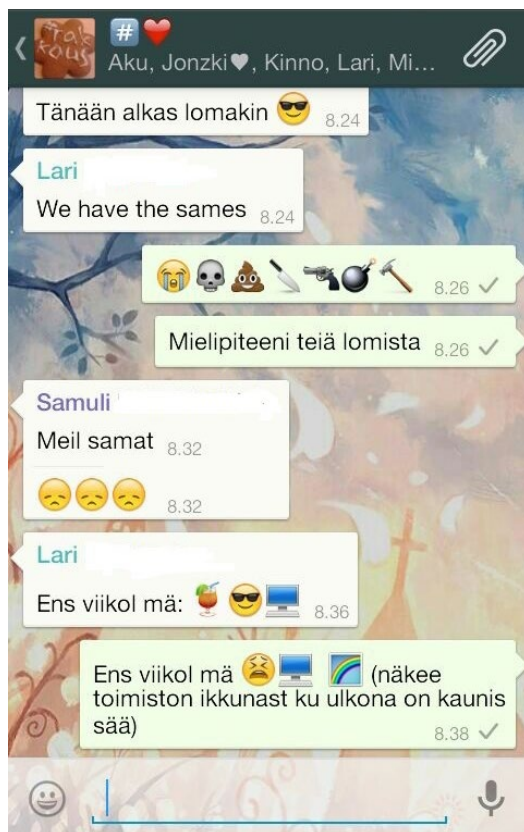 #️⃣❤️
Aku, Jonzki♥, Kinno, Lari, Mi...
Tänään alkas lomakin 😎 8.24
Lari
We have the sames 8.24
😭💀💩🔪🔫💣🔨 8.26 ✓
Mielipiteeni teiä lomista 8.26 ✓
Samuli
Meil samat 8.32
😞😞😞 8.32
Lari
Ens viikol mä: 🍹 😎🖥️ 8.36
Ens viikol mä 😫🖥️ 🌈 (näkee
toimiston ikkunast ku ulkona on kaunis
sää) 8.38 ✓